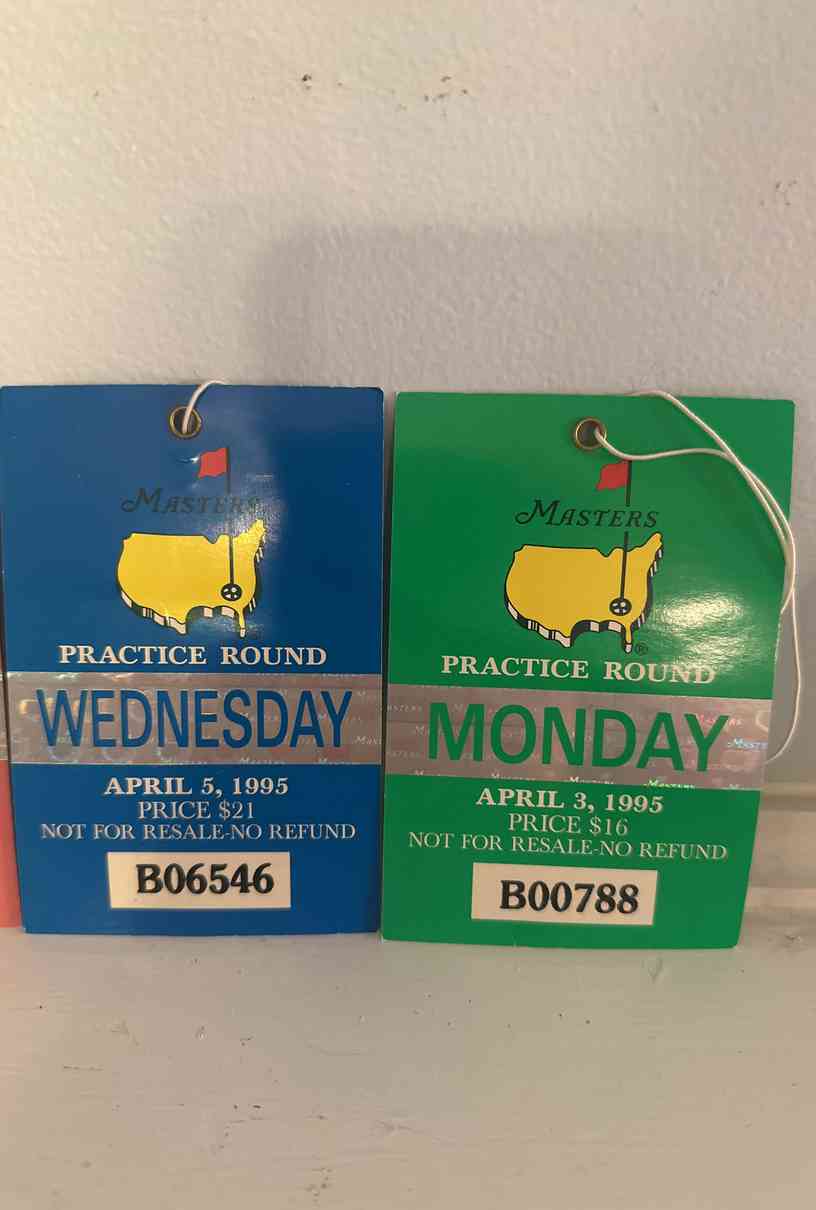 MASTERS
PRACTICE ROUND
WEDNESDAY
APRIL 5, 1995
PRICE $21
NOT FOR RESALE-NO REFUND
B06546
MASTERS
®
PRACTICE ROUND
MONDAY
APRIL 3, 1995
PRICE $16
NOT FOR RESALE-NO REFUND
B00788